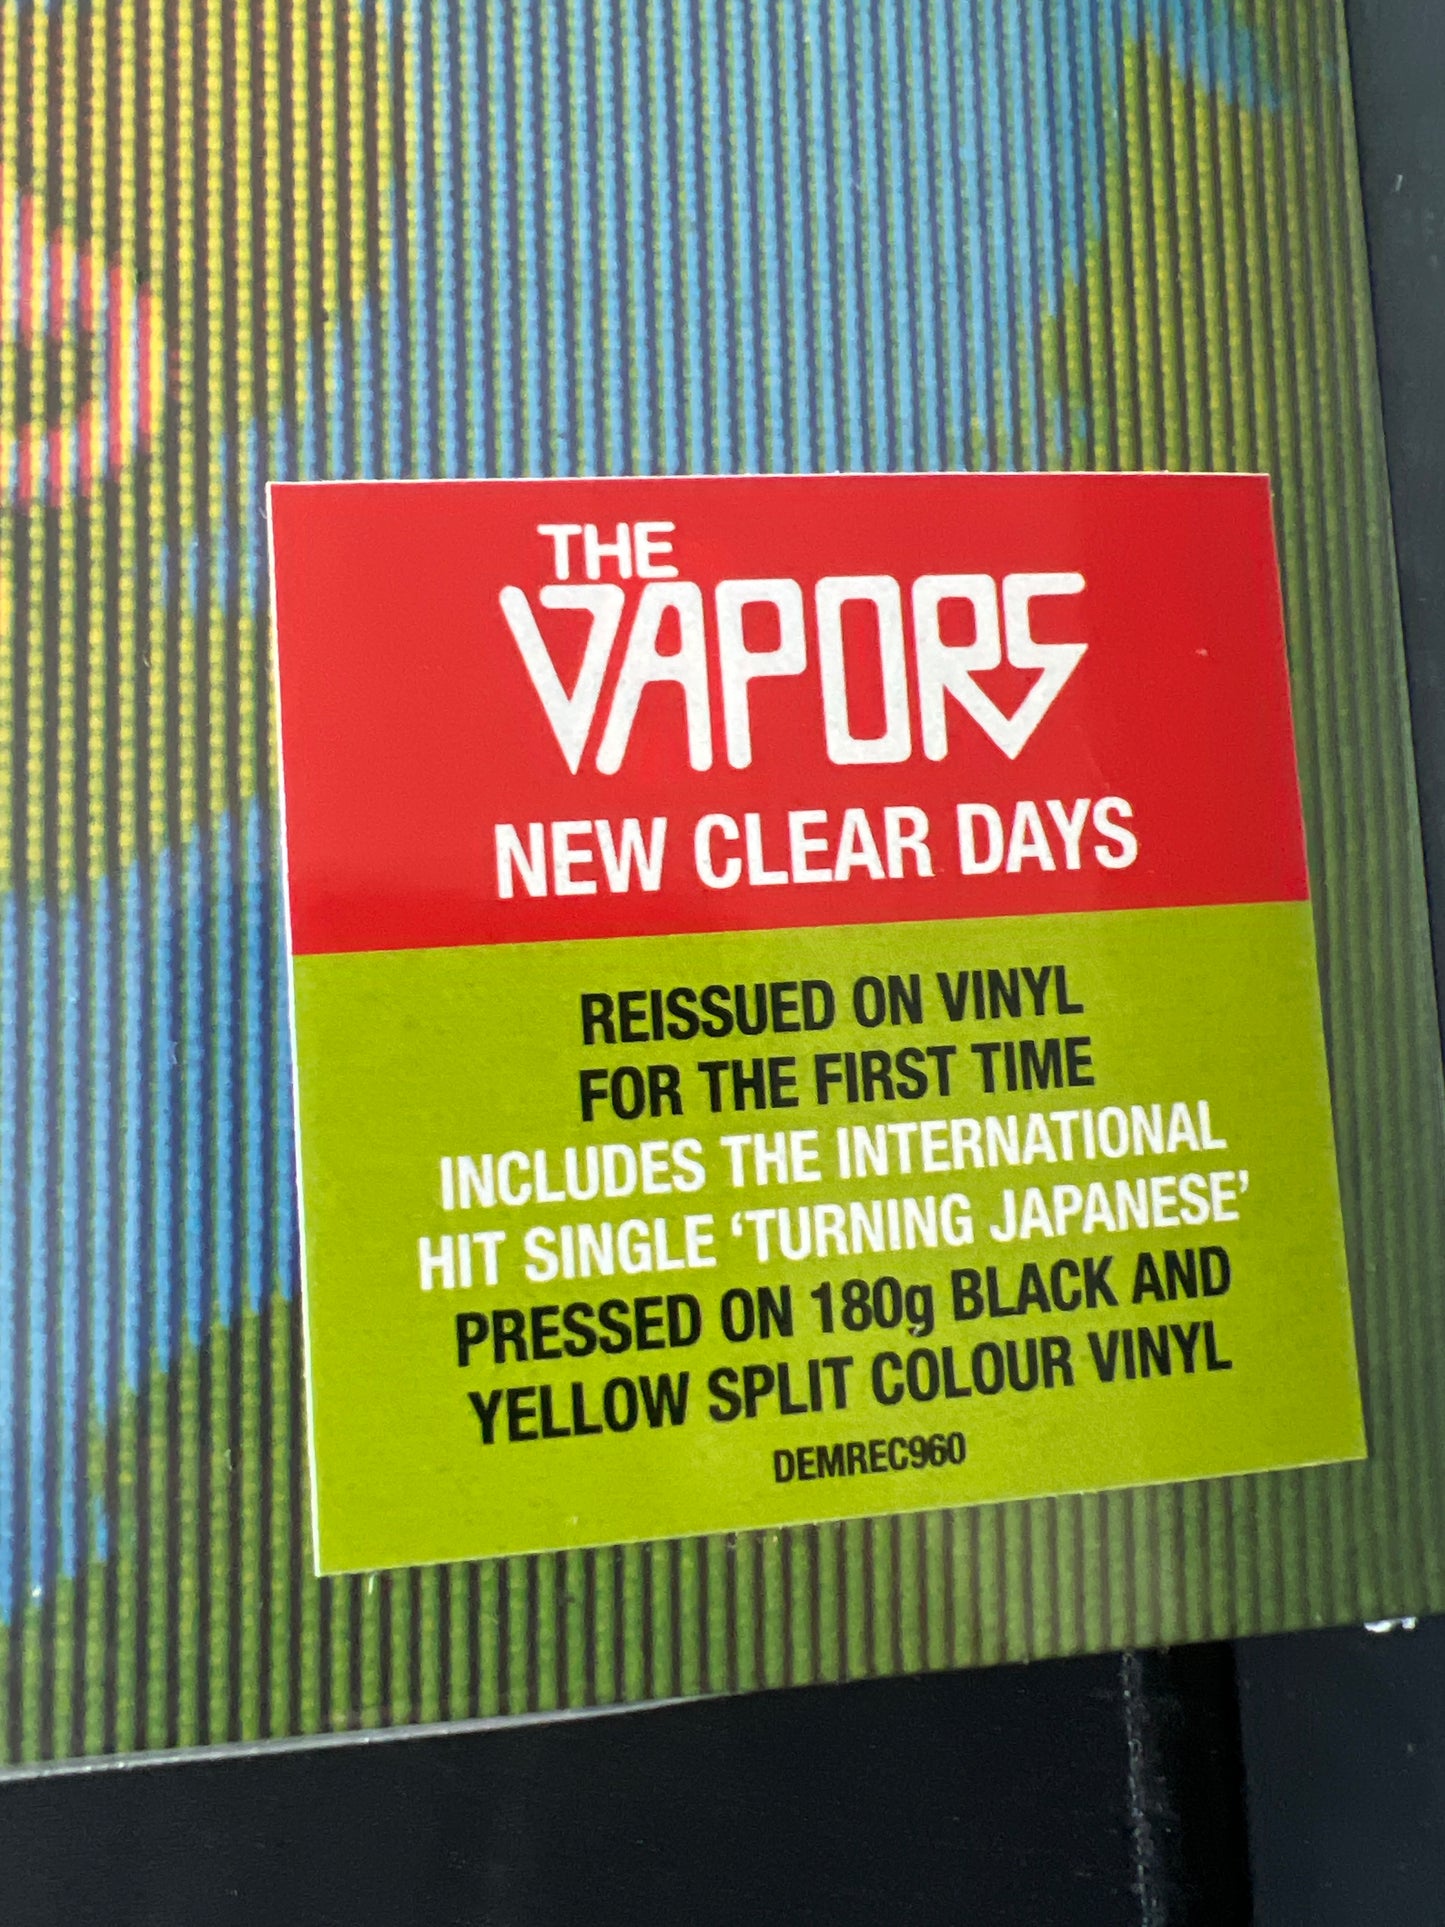 THE
VAPORS
NEW CLEAR DAYS
REISSUED ON VINYL
FOR THE FIRST TIME
INCLUDES THE INTERNATIONAL
HIT SINGLE ‘TURNING JAPANESE’
PRESSED ON 180g BLACK AND
YELLOW SPLIT COLOUR VINYL
DEMREC960